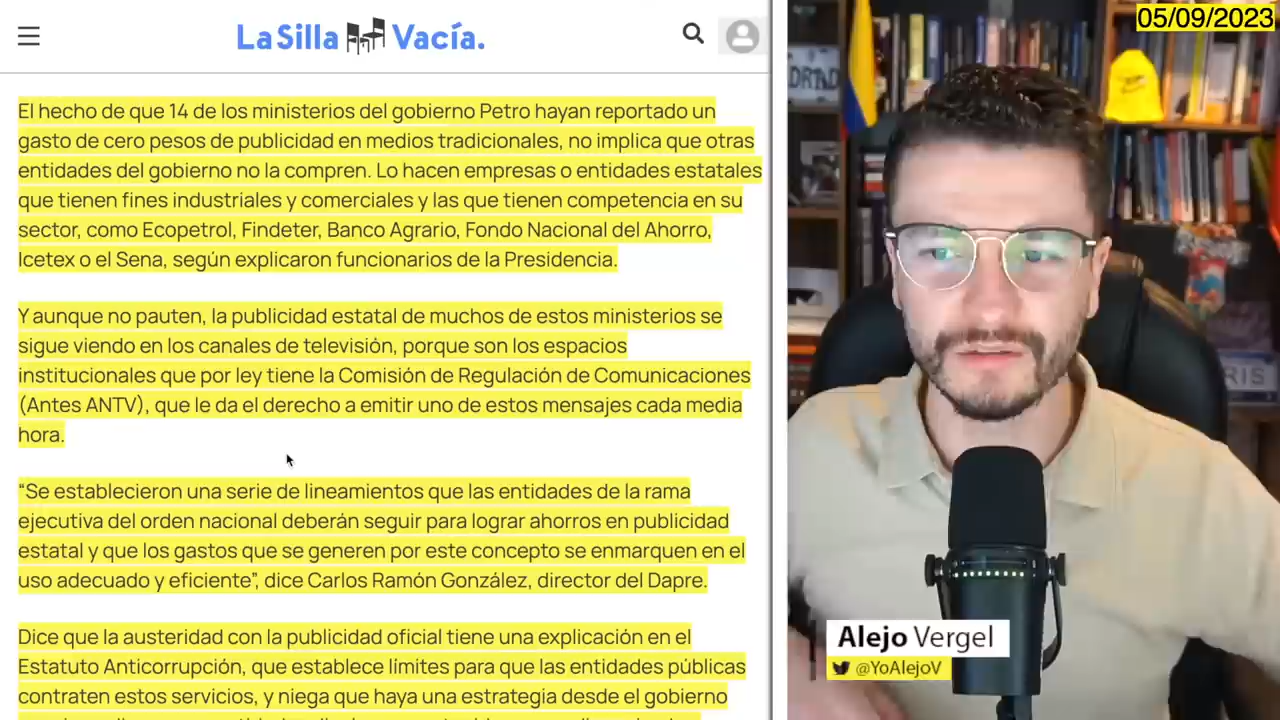 La Silla Vacía.
05/09/2023
El hecho de que 14 de los ministerios del gobierno Petro hayan reportado un
gasto de cero pesos de publicidad en medios tradicionales, no implica que otras
entidades del gobierno no la compren. Lo hacen empresas o entidades estatales
que tienen fines industriales y comerciales y las que tienen competencia en su
sector, como Ecopetrol, Findeter, Banco Agrario, Fondo Nacional del Ahorro,
Icetex o el Sena, según explicaron funcionarios de la Presidencia.
Y aunque no pauten, la publicidad estatal de muchos de estos ministerios se
sigue viendo en los canales de televisión, porque son los espacios
institucionales que por ley tiene la Comisión de Regulación de Comunicaciones
(Antes ANTV), que le da el derecho a emitir uno de estos mensajes cada media
hora.
“Se establecieron una serie de lineamientos que las entidades de la rama
ejecutiva del orden nacional deberán seguir para lograr ahorros en publicidad
estatal y que los gastos que se generen por este concepto se enmarquen en el
uso adecuado y eficiente”, dice Carlos Ramón González, director del Dapre.
Dice que la austeridad con la publicidad oficial tiene una explicación en el
Estatuto Anticorrupción, que establece límites para que las entidades públicas
contraten estos servicios, y niega que haya una estrategia desde el gobierno
Alejo Vergel
@YoAlejoV